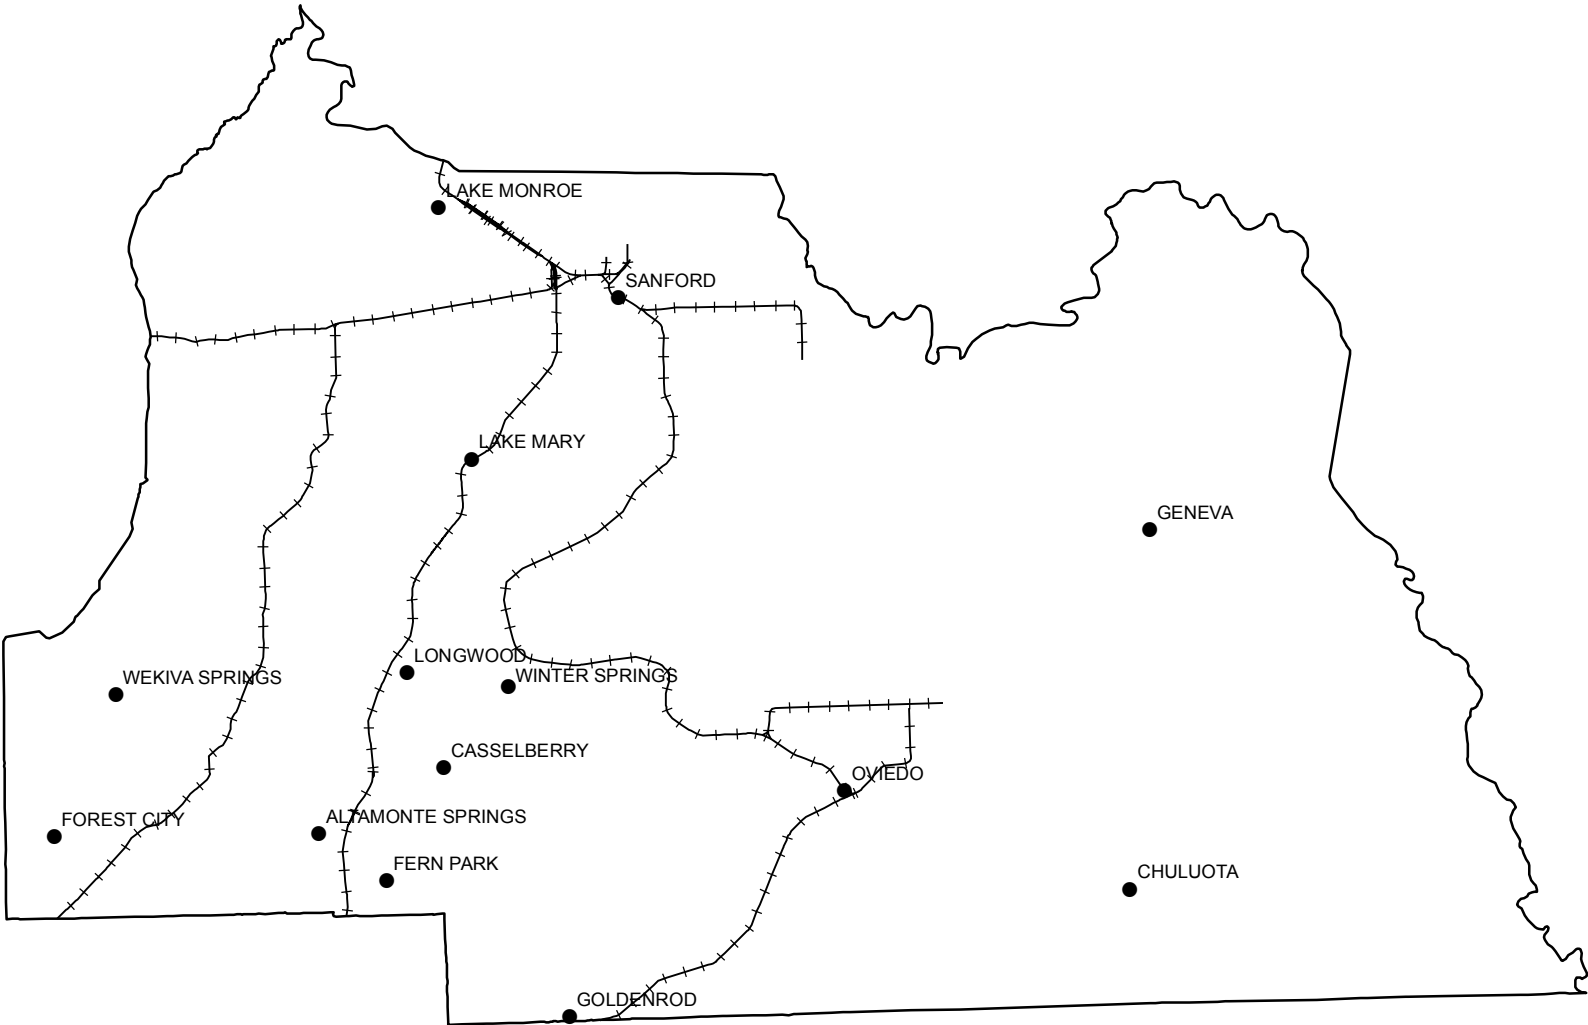 LAKE MONROE
SANFORD
LAKE MARY
GENEVA
LONGWOOD
WEKIVA SPRINGS
WINTER SPRINGS
CASSELBERRY
OVIEDO
FOREST CITY
ALTAMONTE SPRINGS
FERN PARK
CHULUOTA
GOLDENROD